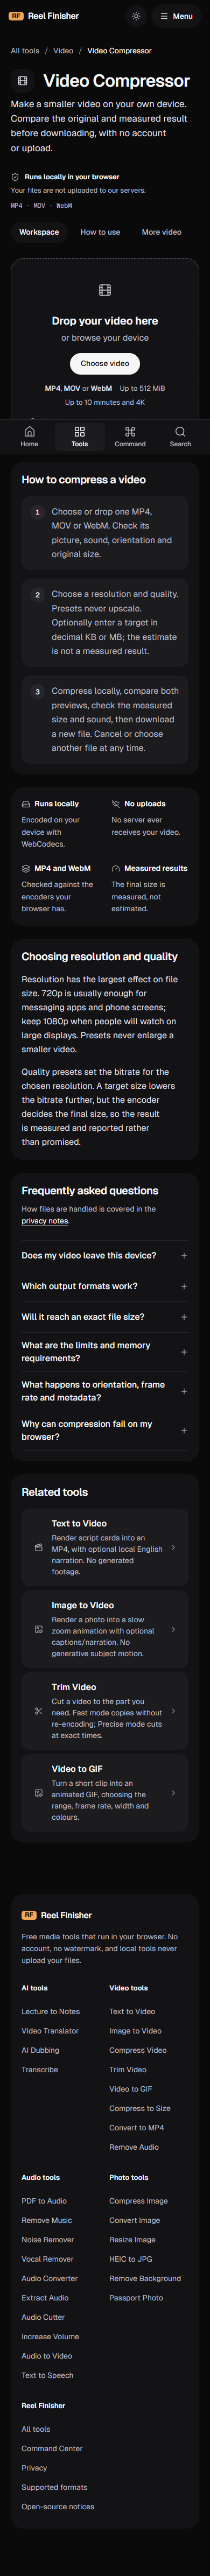 RF Reel Finisher
Menu
All tools / Video / Video Compressor
Video Compressor
Make a smaller video on your own device.
Compare the original and measured result
before downloading, with no account
or upload.
Runs locally in your browser
Your files are not uploaded to our servers.
MP4 · MOV · WebM
Workspace
How to use
More video
Drop your video here
or browse your device
Choose video
MP4, MOV or WebM Up to 512 MiB
Up to 10 minutes and 4K
Home
Tools
Command
Search
How to compress a video
1
Choose or drop one MP4,
MOV or WebM. Check its
picture, sound, orientation and
original size.
2
Choose a resolution and quality.
Presets never upscale.
Optionally enter a target in
decimal KB or MB; the estimate
is not a measured result.
3
Compress locally, compare both
previews, check the measured
size and sound, then download
a new file. Cancel or choose
another file at any time.
Runs locally
Encoded on your
device with
WebCodecs.
No uploads
No server ever
receives your video.
MP4 and WebM
Checked against the
encoders your
browser has.
Measured results
The final size is
measured, not
estimated.
Choosing resolution and quality
Resolution has the largest effect on file
size. 720p is usually enough for
messaging apps and phone screens;
keep 1080p when people will watch on
large displays. Presets never enlarge a
smaller video.
Quality presets set the bitrate for the
chosen resolution. A target size lowers
the bitrate further, but the encoder
decides the final size, so the result
is measured and reported rather
than promised.
Frequently asked questions
How files are handled is covered in the
privacy notes.
Does my video leave this device?
Which output formats work?
Will it reach an exact file size?
What are the limits and memory
requirements?
What happens to orientation, frame
rate and metadata?
Why can compression fail on my
browser?
Related tools
Text to Video
Render script cards into an
MP4, with optional local English
narration. No generated
footage.
Image to Video
Render a photo into a slow
zoom animation with optional
captions/narration. No
generative subject motion.
Trim Video
Cut a video to the part you
need. Fast mode copies without
re-encoding; Precise mode cuts
at exact times.
Video to GIF
Turn a short clip into an
animated GIF, choosing the
range, frame rate, width and
colours.
RF Reel Finisher
Free media tools that run in your browser. No
account, no watermark, and local tools never
upload your files.
AI tools
Lecture to Notes
Video Translator
AI Dubbing
Transcribe
Video tools
Text to Video
Image to Video
Compress Video
Trim Video
Video to GIF
Compress to Size
Convert to MP4
Remove Audio
Audio tools
PDF to Audio
Remove Music
Noise Remover
Vocal Remover
Audio Converter
Extract Audio
Audio Cutter
Increase Volume
Audio to Video
Text to Speech
Photo tools
Compress Image
Convert Image
Resize Image
HEIC to JPG
Remove Background
Passport Photo
Reel Finisher
All tools
Command Center
Privacy
Supported formats
Open-source notices